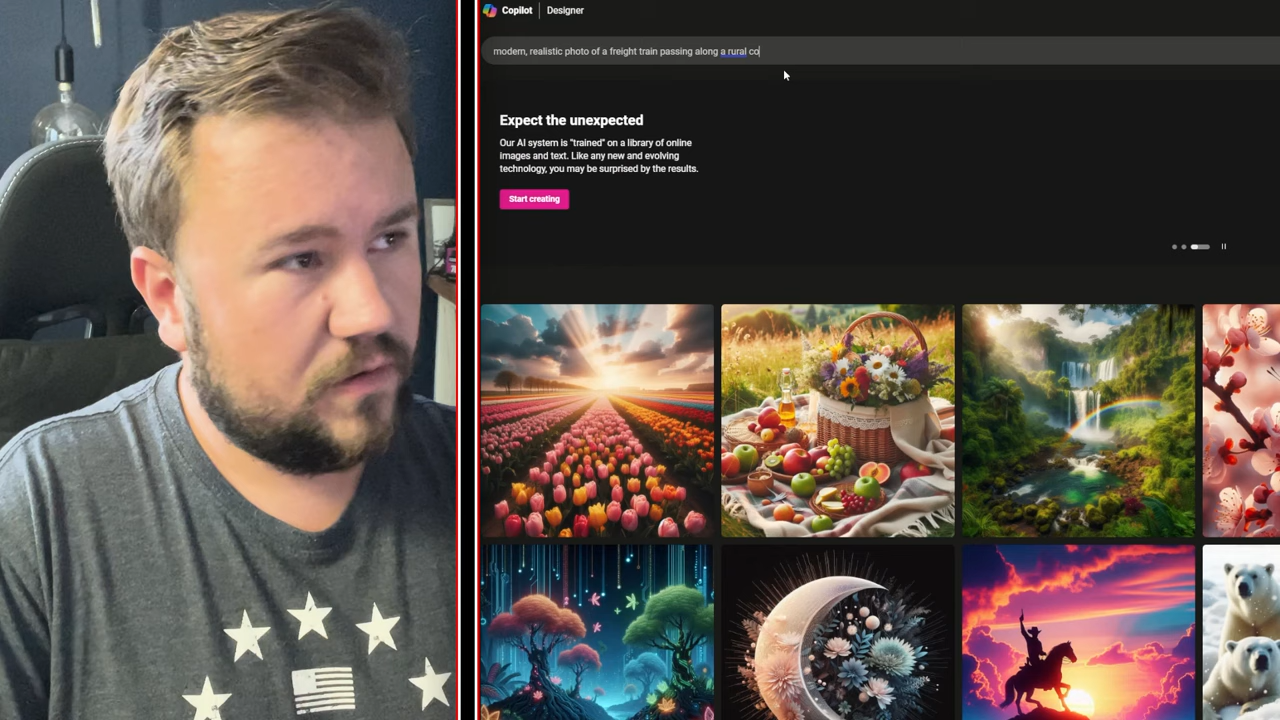 Copilot
Designer
modern, realistic photo of a freight train passing along a rural co
Expect the unexpected
Our AI system is "trained" on a library of online
images and text. Like any new and evolving
technology, you may be surprised by the results.
Start creating